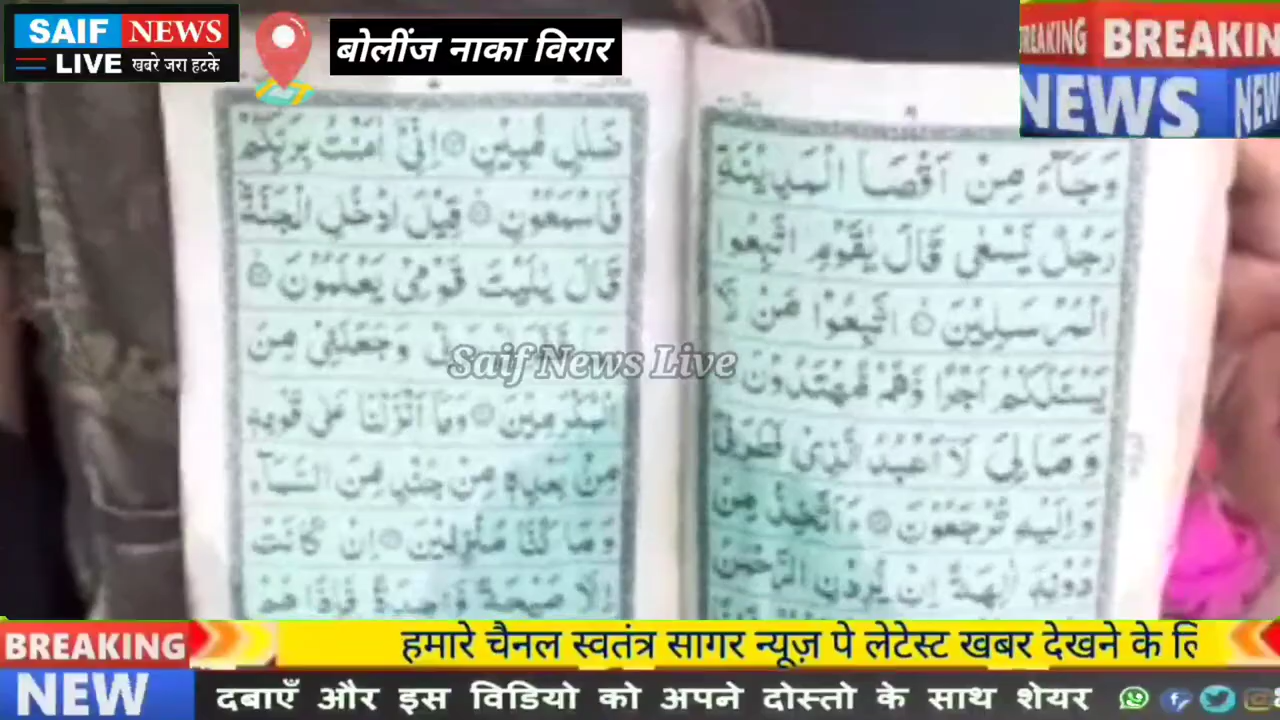 SAIF NEWS
LIVE खबरे जरा हटके
बोलींज नाका विरार
BREAKING
NEWS NEW
وَجَآءَ مِنْ اَقْصَا الْمَدِيْنَةِ
رَجُلٌ يَّسْعٰى قَالَ يٰقَوْمِ اتَّبِعُوا
الْمُرْسَلِيْنَ ۙ اتَّبِعُوْا مَنْ لَّا
يَسْـَٔلُكُمْ اَجْرًا وَّهُمْ مُّهْتَدُوْنَ
وَمَا لِيَ لَآ اَعْبُدُ الَّذِيْ فَطَرَنِيْ
وَاِلَيْهِ تُرْجَعُوْنَ ۞ ءَاَتَّخِذُ مِنْ
دُوْنِهٖٓ اٰلِهَةً اِنْ يُّرِدْنِ الرَّحْمٰنُ
ضَلٰلٍ مُّبِيْنٍ ۞ اِنِّيْٓ اٰمَنْتُ بِرَبِّكُمْ
فَاسْمَعُوْنِ ۞ قِيْلَ ادْخُلِ الْجَنَّةَ
قَالَ يٰلَيْتَ قَوْمِيْ يَعْلَمُوْنَ ۞
وَجَعَلَنِيْ مِنَ
الْمُكْرَمِيْنَ ۞ وَمَآ اَنْزَلْنَا عَلٰى قَوْمِهٖ
مِنْۢ بَعْدِهٖ مِنْ جُنْدٍ مِّنَ السَّمَآءِ
وَمَا كُنَّا مُنْزِلِيْنَ ۞ اِنْ كَانَتْ
اِلَّا صَيْحَةً وَّاحِدَةً فَاِذَا هُمْ
Saif News Live
BREAKING
NEW
हमारे चैनल स्वतंत्र सागर न्यूज़ पे लेटेस्ट खबर देखने के लि
दबाएँ और इस विडियो को अपने दोस्तो के साथ शेयर